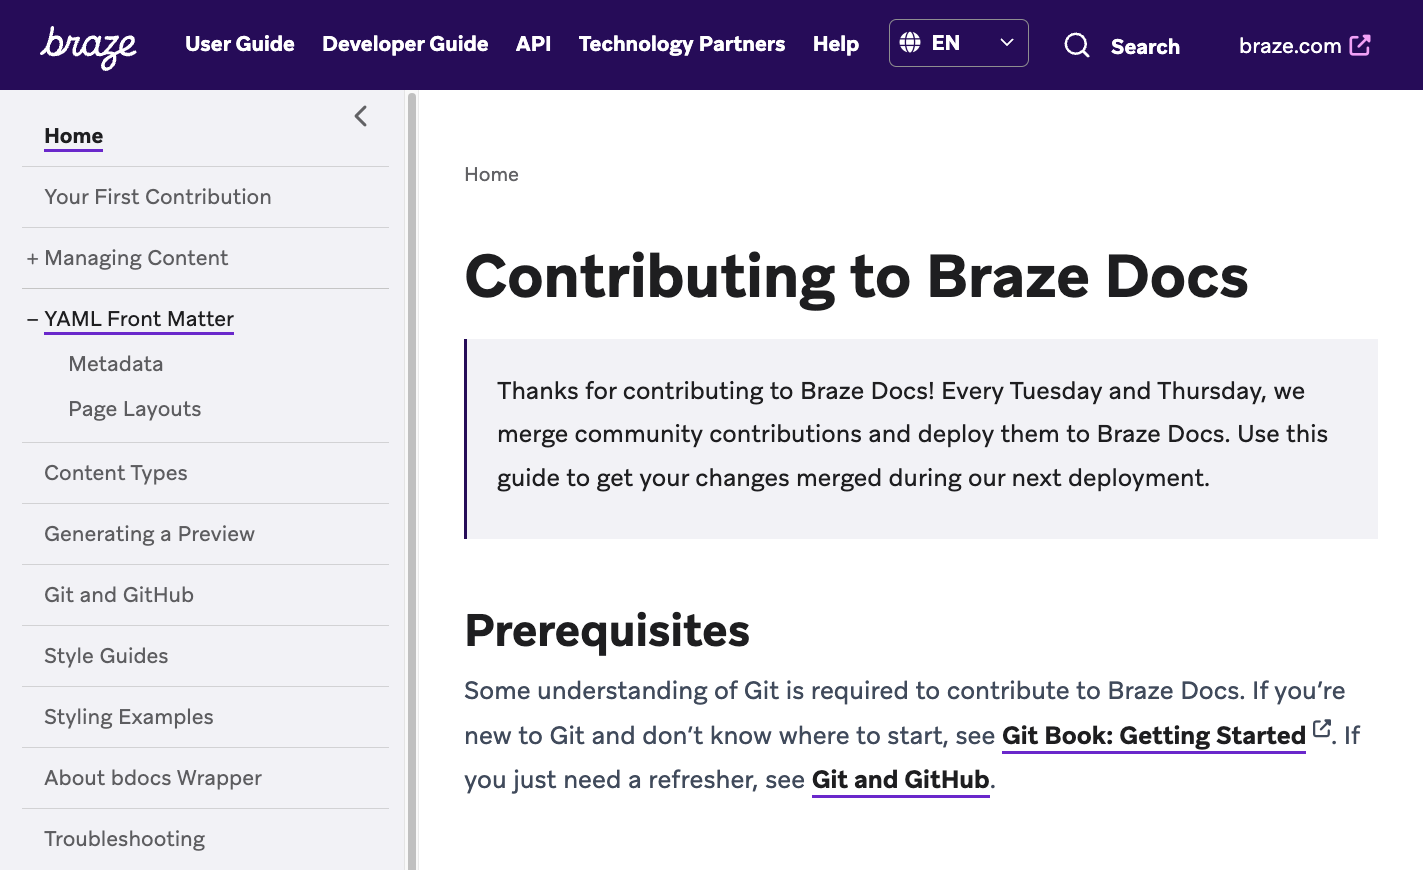 braze User Guide Developer Guide API Technology Partners Help EN Search braze.com
Home
Your First Contribution
+ Managing Content
– YAML Front Matter
Metadata
Page Layouts
Content Types
Generating a Preview
Git and GitHub
Style Guides
Styling Examples
About bdocs Wrapper
Troubleshooting
Home
Contributing to Braze Docs
Thanks for contributing to Braze Docs! Every Tuesday and Thursday, we
merge community contributions and deploy them to Braze Docs. Use this
guide to get your changes merged during our next deployment.
Prerequisites
Some understanding of Git is required to contribute to Braze Docs. If you’re
new to Git and don’t know where to start, see Git Book: Getting Started. If
you just need a refresher, see Git and GitHub.